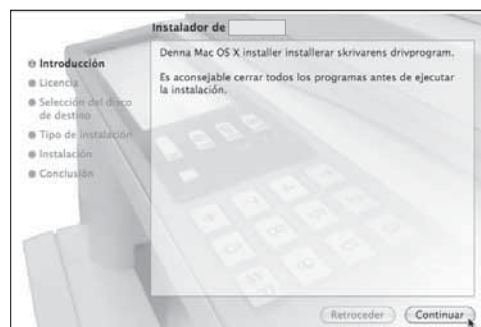 Instalador de
Introducción
Licencia
Selección del disco
de destino
Tipo de instalación
Instalación
Conclusión
Denna Mac OS X installer installerar skrivarens drivprogram.
Es aconsejable cerrar todos los programas antes de ejecutar
la instalación.
Retroceder
Continuar